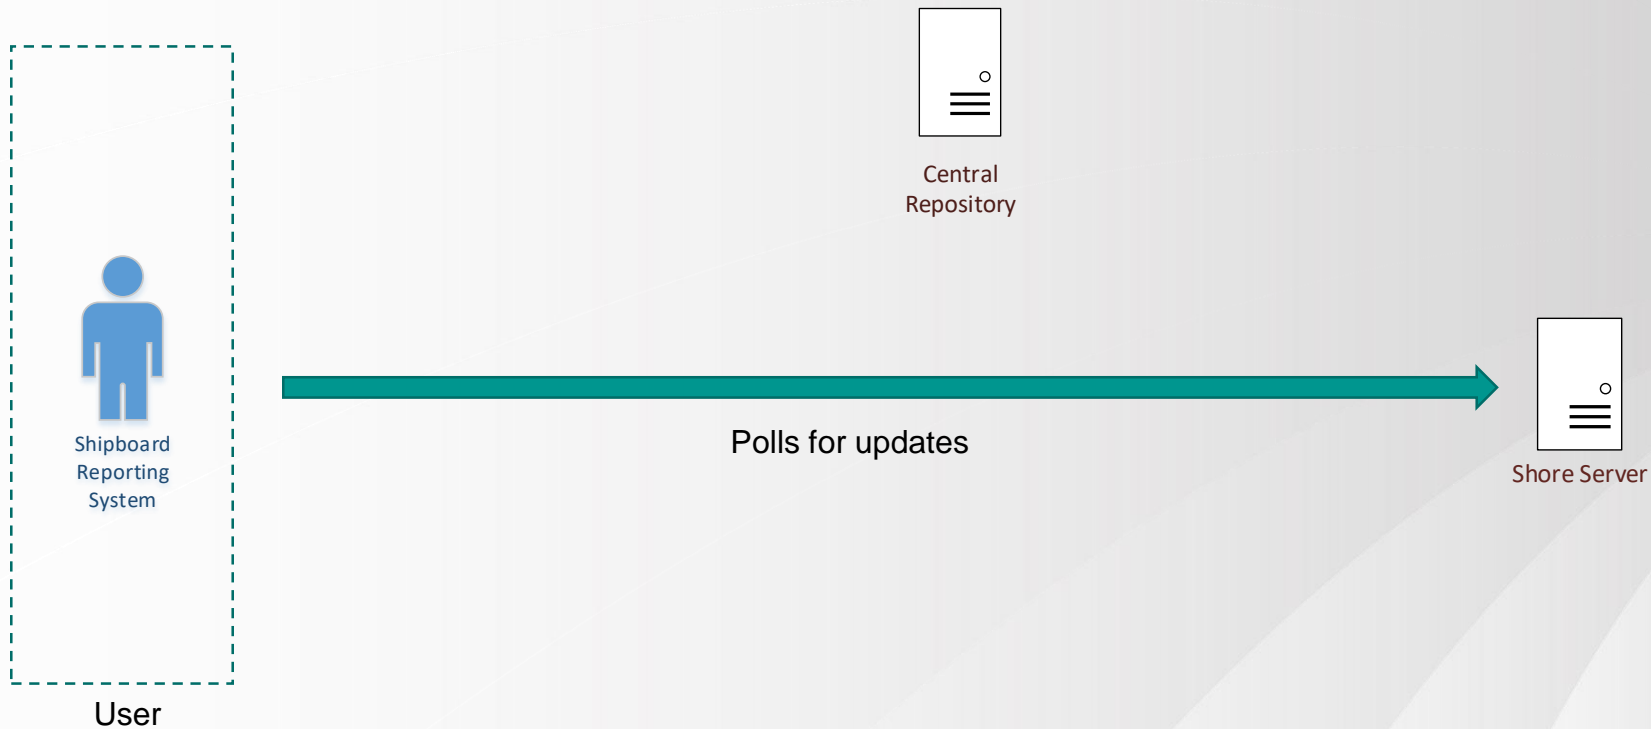 Central
Repository
Shipboard
Reporting
System
Polls for updates
Shore Server
User